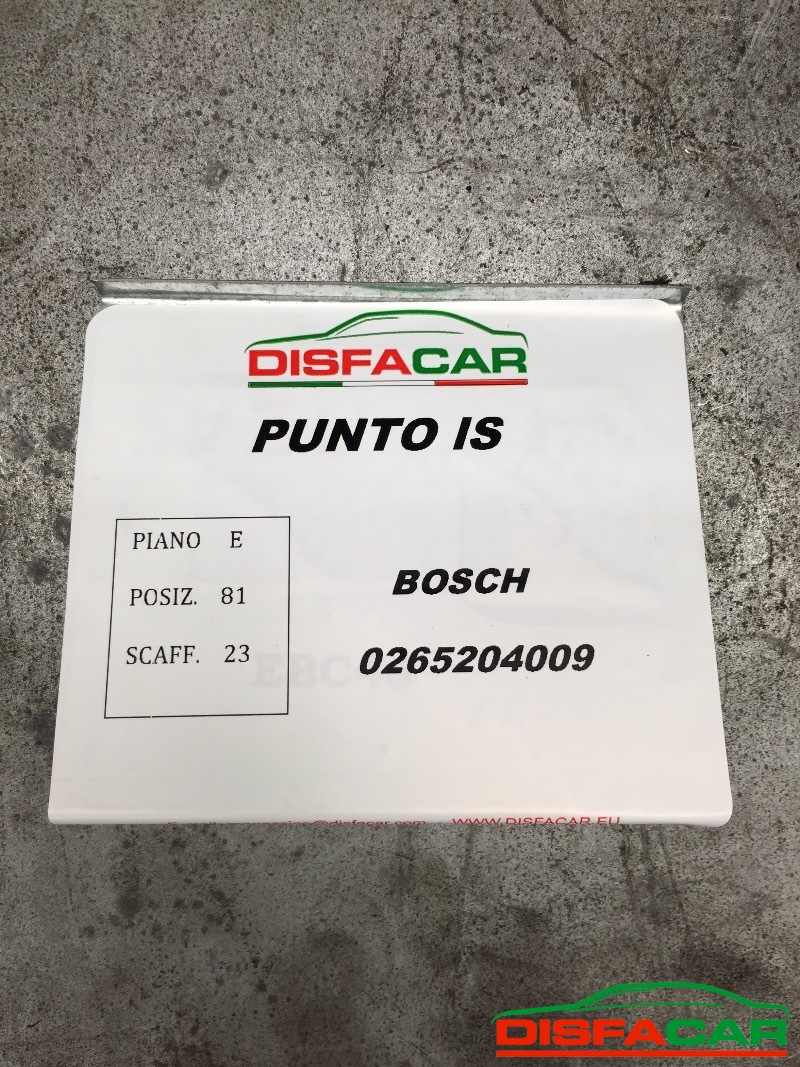 DISFACAR
PUNTO IS
PIANO E
POSIZ. 81
SCAFF. 23
BOSCH
0265204009
WWW.DISFACAR.EU
DISFACAR